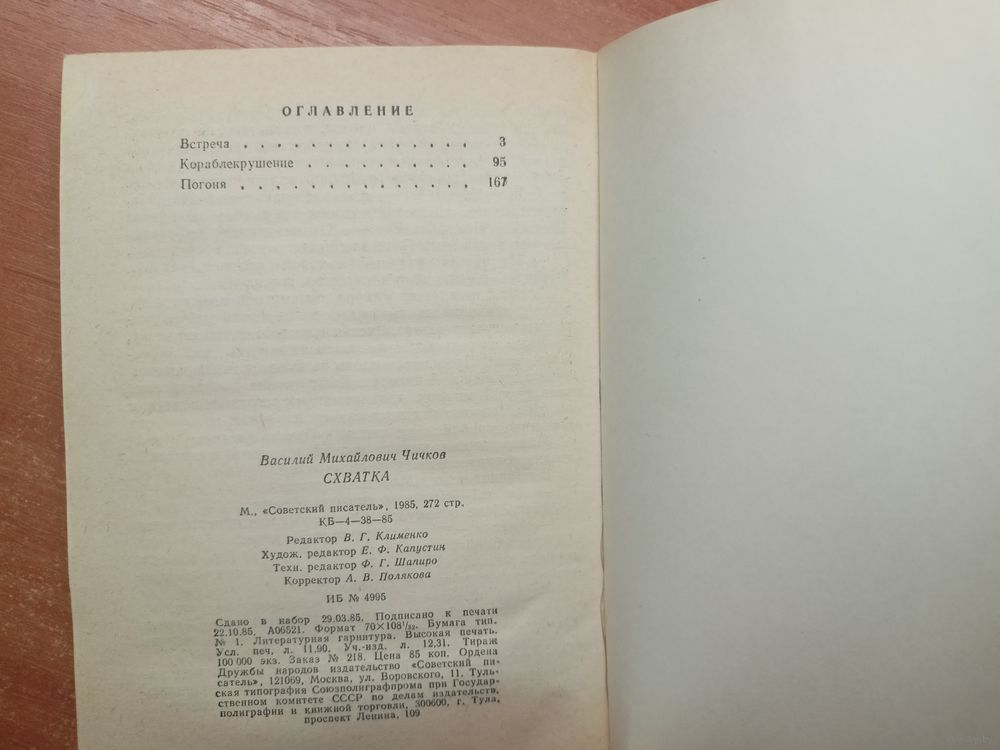 ОГЛАВЛЕНИЕ
Встреча . . . . . . . . . . . . . . 3
Кораблекрушение . . . . . . . . . . 95
Погоня . . . . . . . . . . . . . . 167
Василий Михайлович Чичков
СХВАТКА
М., «Советский писатель», 1985, 272 стр.
КБ—4—38—85
Редактор В. Г. Клименко
Худож. редактор Е. Ф. Капустин
Техн. редактор Ф. Г. Шапиро
Корректор А. В. Полякова
ИБ № 4995
Сдано в набор 29.03.85. Подписано к печати
22.10.85. А06521. Формат 70×108¹/₃₂. Бумага тип.
№ 1. Литературная гарнитура. Высокая печать.
Усл. печ. л. 11,90. Уч.-изд. л. 12,31. Тираж
100 000 экз. Заказ № 218. Цена 85 коп. Ордена
Дружбы народов издательство «Советский пи-
сатель», 121069, Москва, ул. Воровского, 11. Туль-
ская типография Союзполиграфпрома при Государ-
ственном комитете СССР по делам издательств,
полиграфии и книжной торговли, 300600, г. Тула,
проспект Ленина, 109